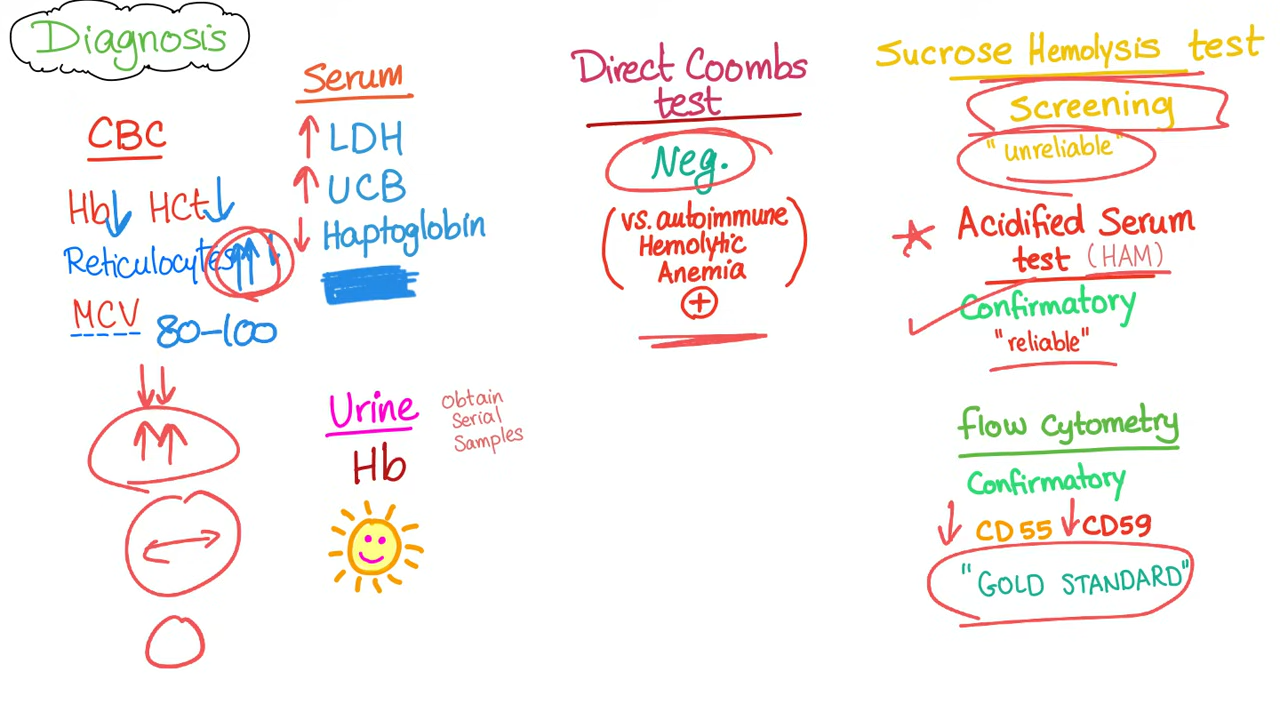 Diagnosis
CBC
Hb↓ HCt↓
Reticulocytes↑↑
MCV 80-100
↓↓
↑↑
Serum
↑ LDH
↑ UCB
↓ Haptoglobin
Urine
Obtain
Serial
Samples
Hb
Direct Coombs
test
Neg.
(vs. autoimmune
Hemolytic
Anemia)
+
Sucrose Hemolysis test
Screening
"unreliable"
Acidified Serum
test (HAM)
Confirmatory
"reliable"
flow cytometry
Confirmatory
↓ CD55 ↓ CD59
"GOLD STANDARD"